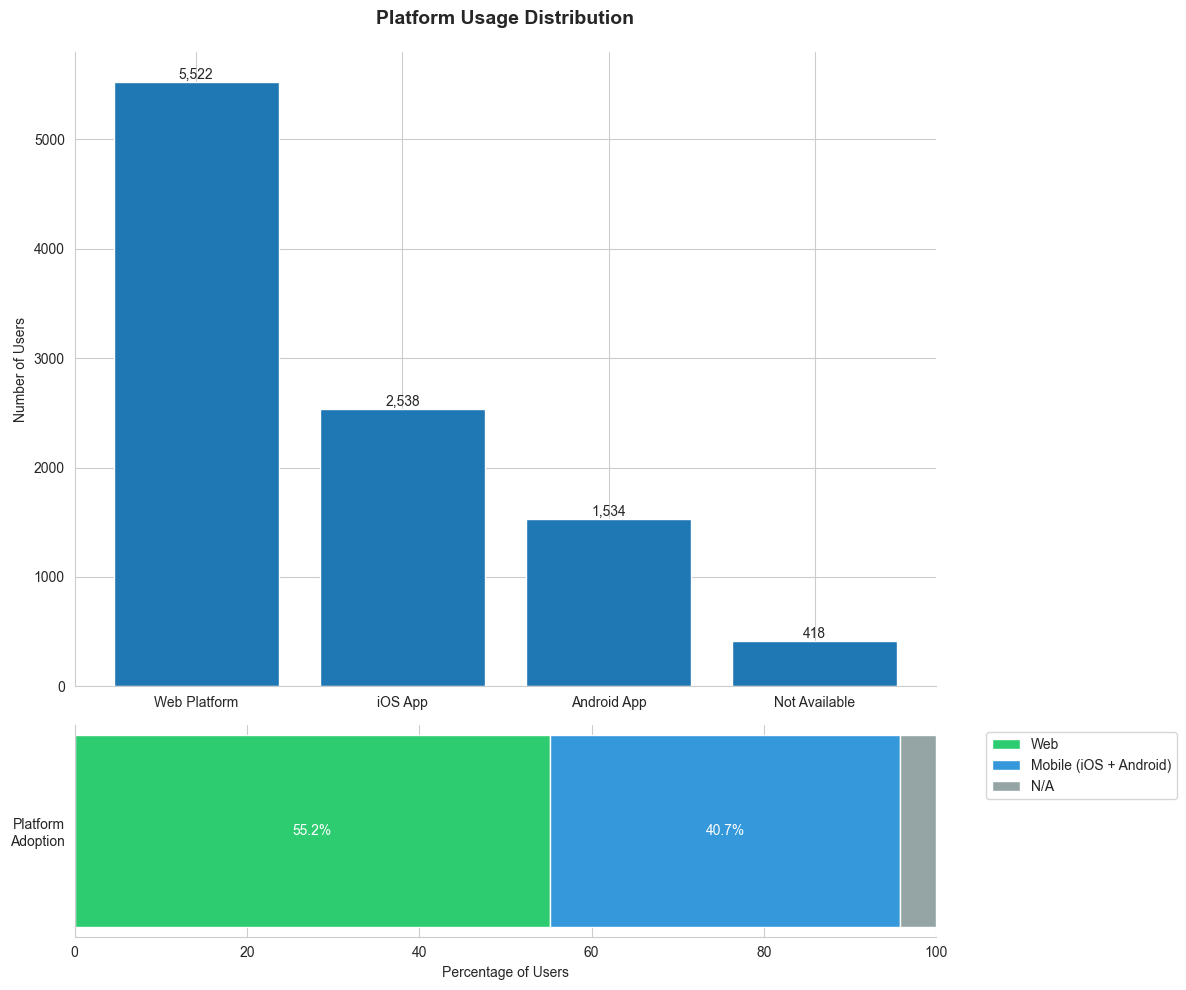 Platform Usage Distribution
5,522
2,538
1,534
418
5000
4000
3000
2000
1000
0
Number of Users
Web Platform
iOS App
Android App
Not Available
Platform
Adoption
55.2%
40.7%
0
20
40
60
80
100
Percentage of Users
Web
Mobile (iOS + Android)
N/A